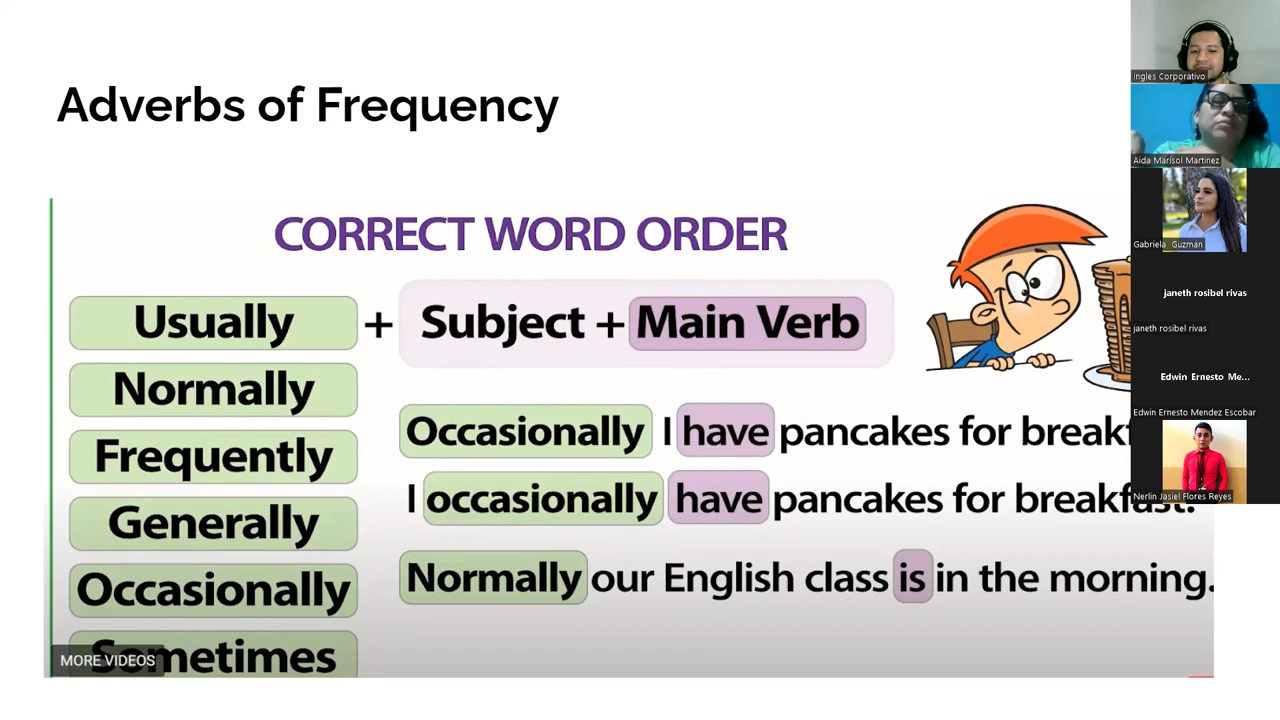 Adverbs of Frequency
CORRECT WORD ORDER
Usually + Subject + Main Verb
Normally
Frequently
Generally
Occasionally
Sometimes
Occasionally I have pancakes for breakf
I occasionally have pancakes for breakfast.
Normally our English class is in the morning.
MORE VIDEOS
Ingles Corporativo
Aida Marisol Martinez
Gabriela Guzmán
janeth rosibel rivas
janeth rosibel rivas
Edwin Ernesto Me...
Edwin Ernesto Mendez Escobar
Nerlin Jasiel Flores Reyes